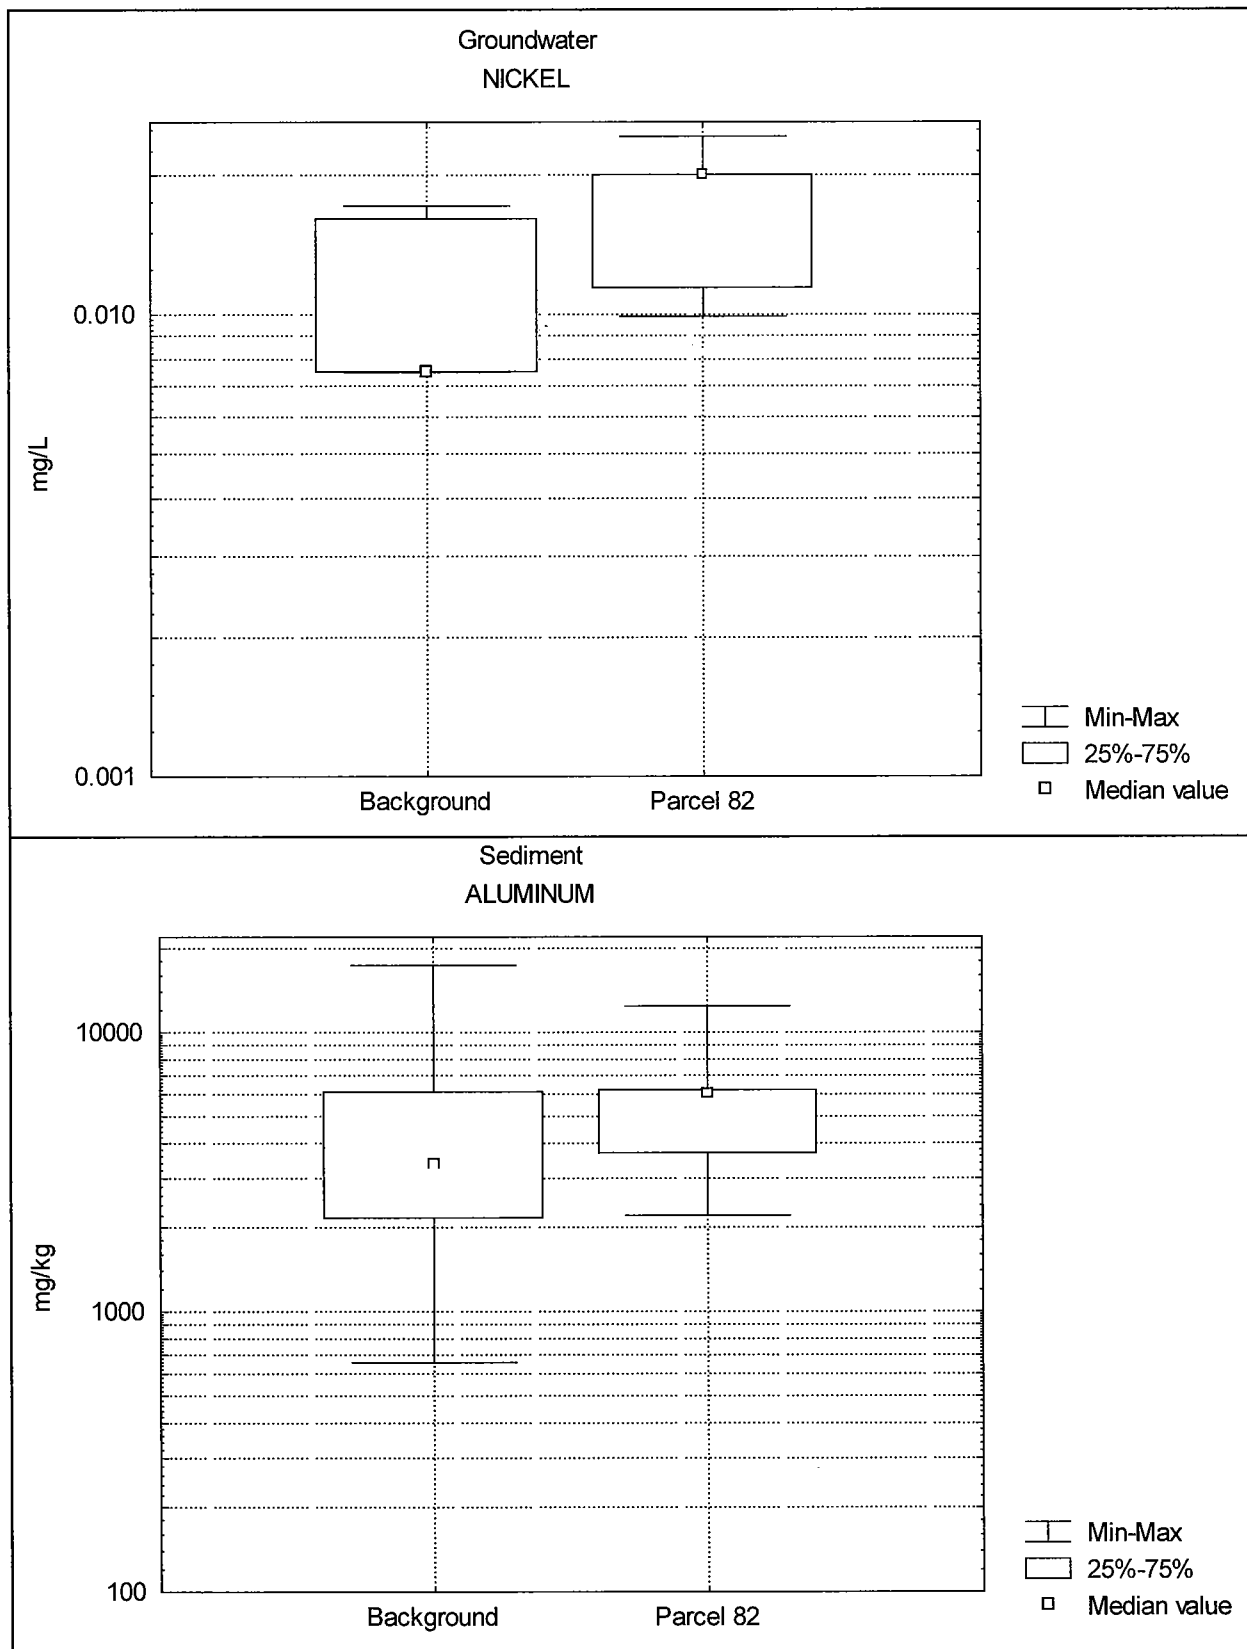 Groundwater
NICKEL
0.010
mg/L
0.001
Background Parcel 82
Min-Max
25%-75%
Median value
Sediment
ALUMINUM
10000
mg/kg
1000
100
Background Parcel 82
Min-Max
25%-75%
Median value